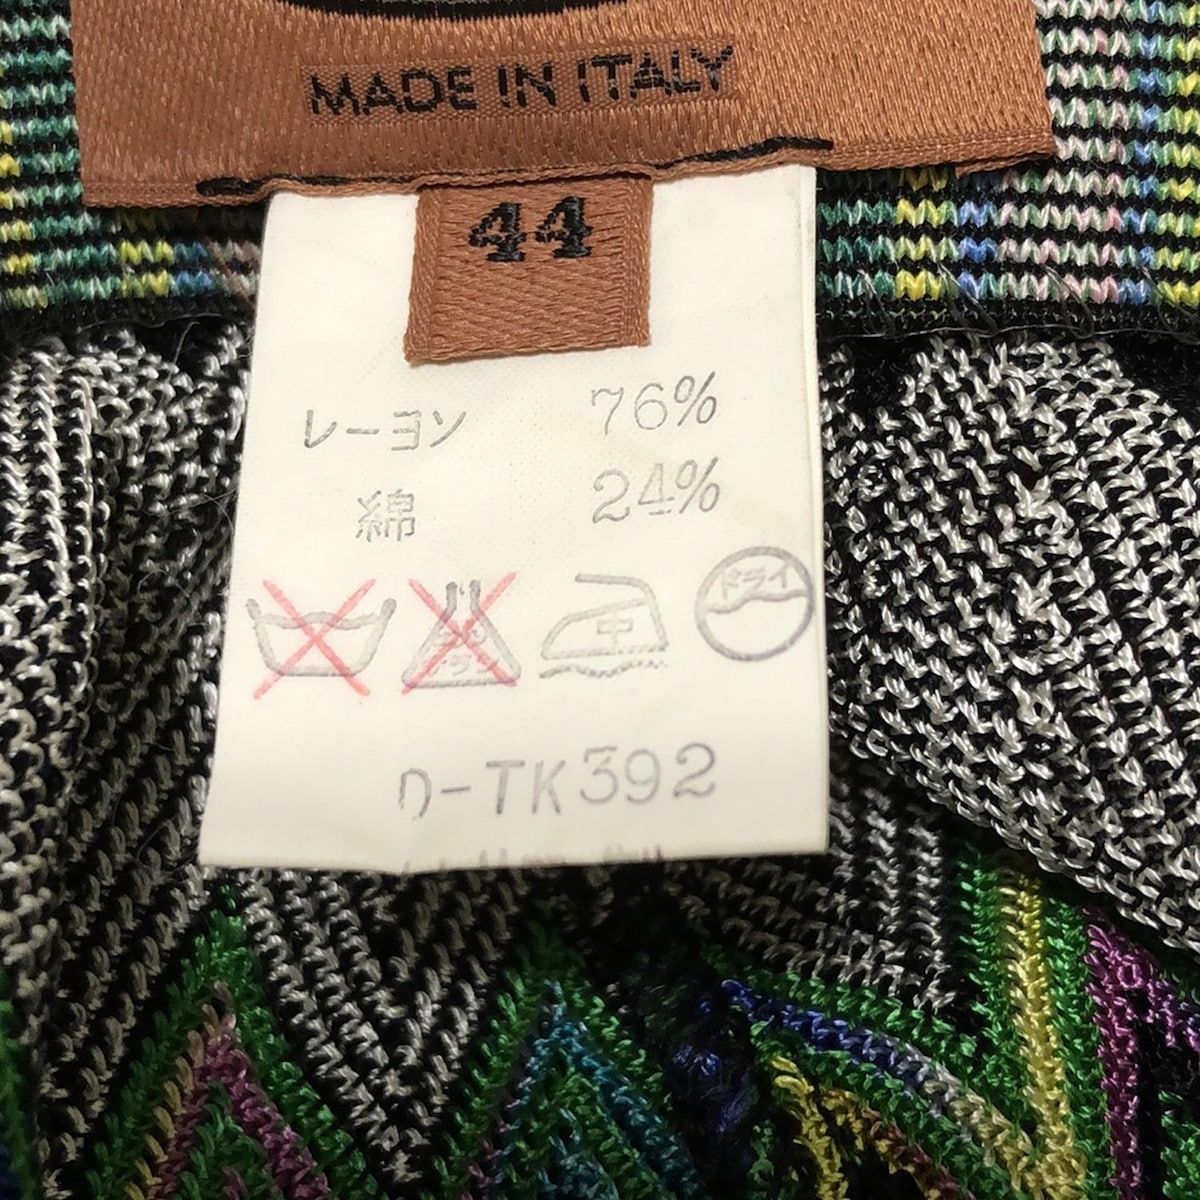 MADE IN ITALY
44
レーヨン 76%
綿 24%
中
ドライ
D-TK392